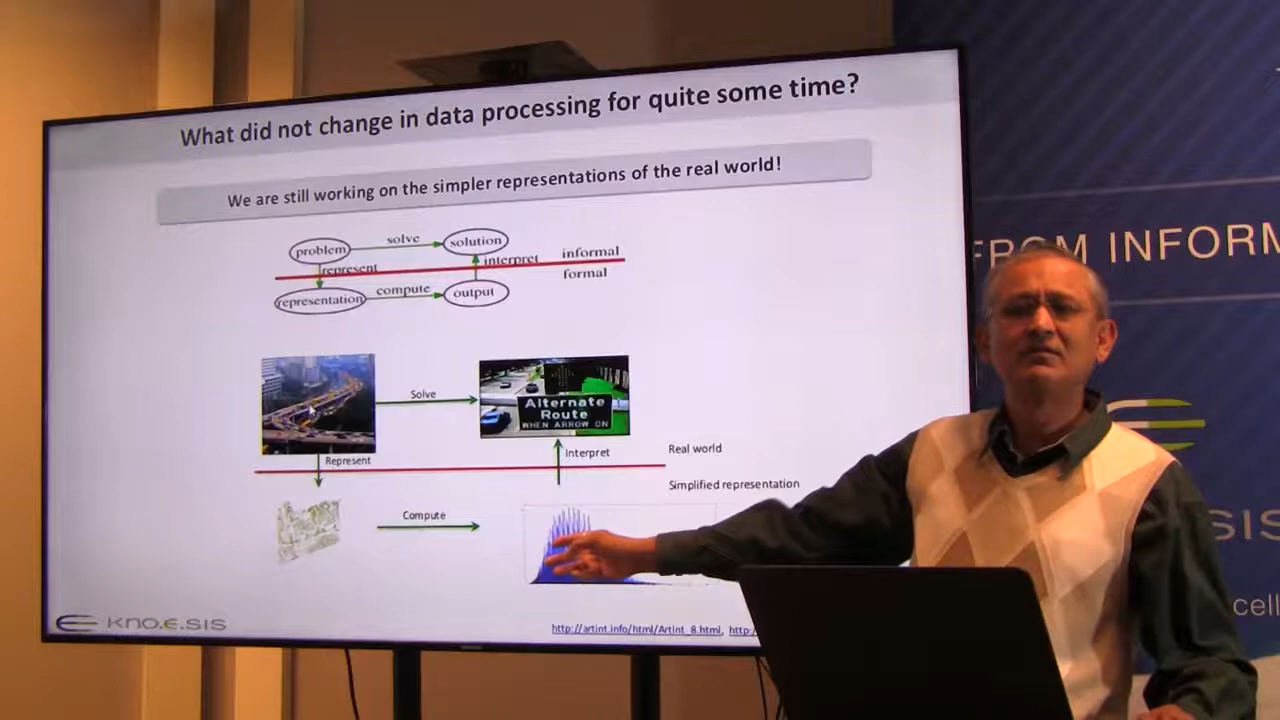 What did not change in data processing for quite some time?
We are still working on the simpler representations of the real world!
problem
solve
solution
represent
interpret
informal
formal
representation
compute
output
Solve
Alternate
Route
WHEN ARROW ON
Represent
Interpret
Real world
Simplified representation
Compute
KNO.E.SIS
http://artint.info/html/ArtInt_8.html, http:
FROM INFORM
SIS
cell